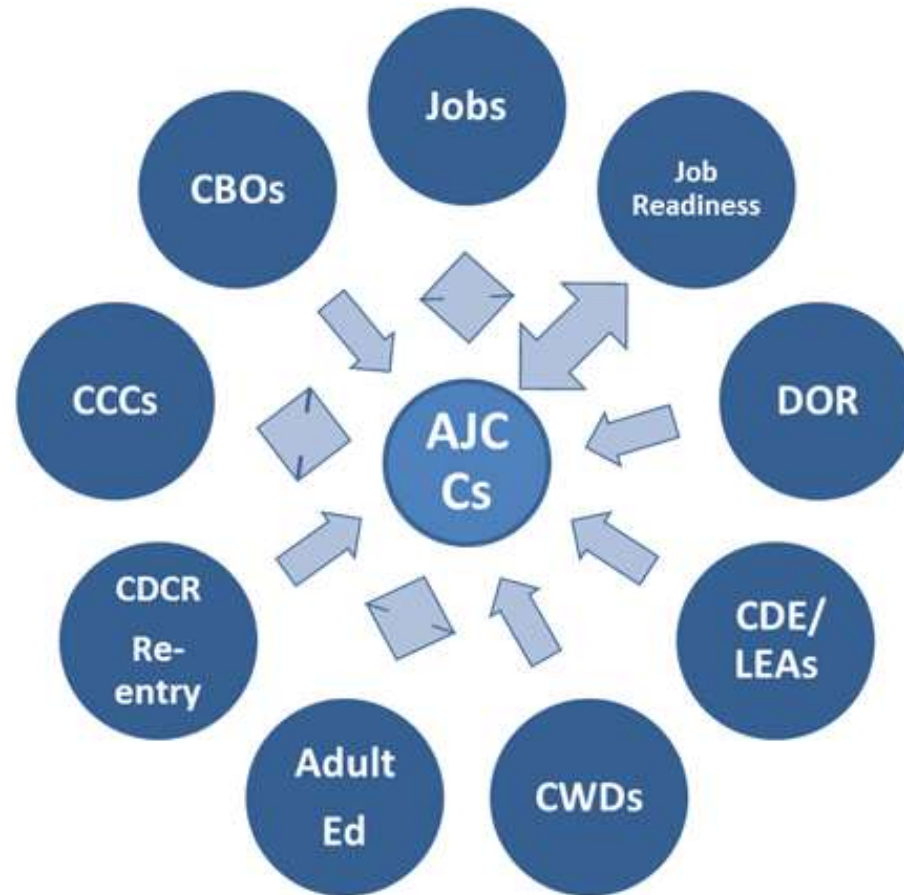 Jobs
Job
Readiness
DOR
CDE/
LEAs
CWDs
Adult
Ed
CDCR
Re-
entry
CCCs
CBOs
AJC
Cs